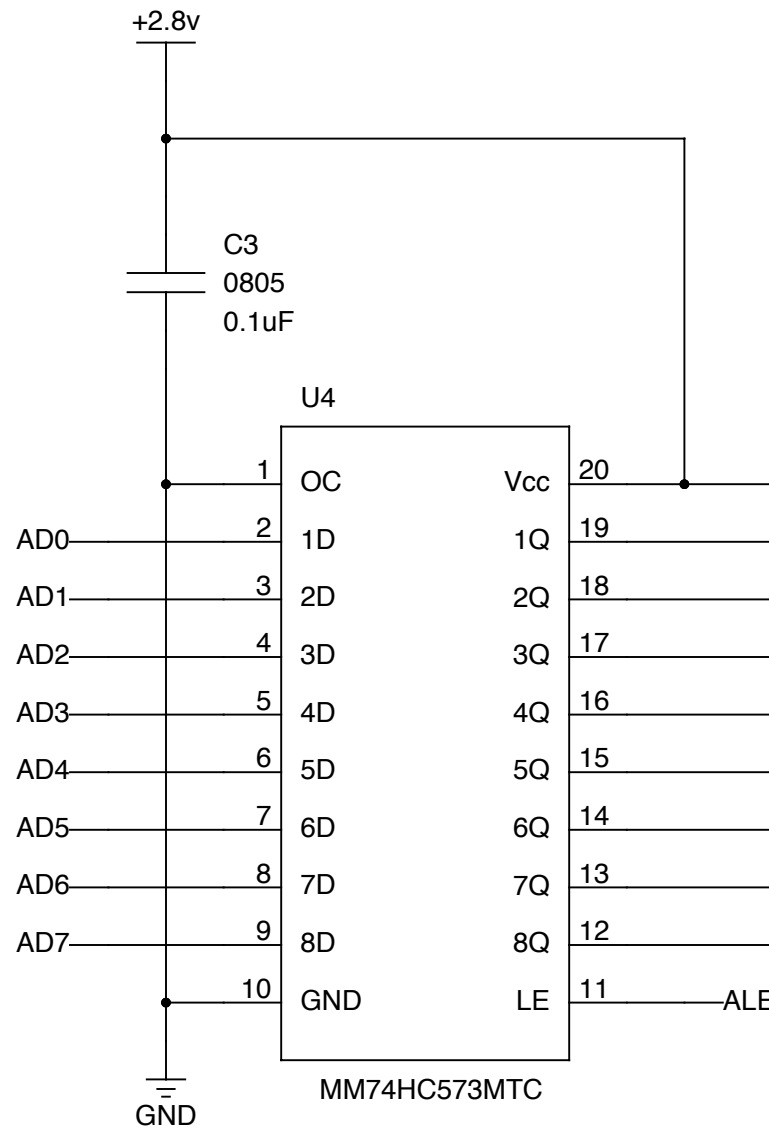 +2.8v
C3
0805
0.1uF
U4
1 OC Vcc 20
AD0 2 1D 1Q 19
AD1 3 2D 2Q 18
AD2 4 3D 3Q 17
AD3 5 4D 4Q 16
AD4 6 5D 5Q 15
AD5 7 6D 6Q 14
AD6 8 7D 7Q 13
AD7 9 8D 8Q 12
10 GND LE 11 ALE
MM74HC573MTC
GND